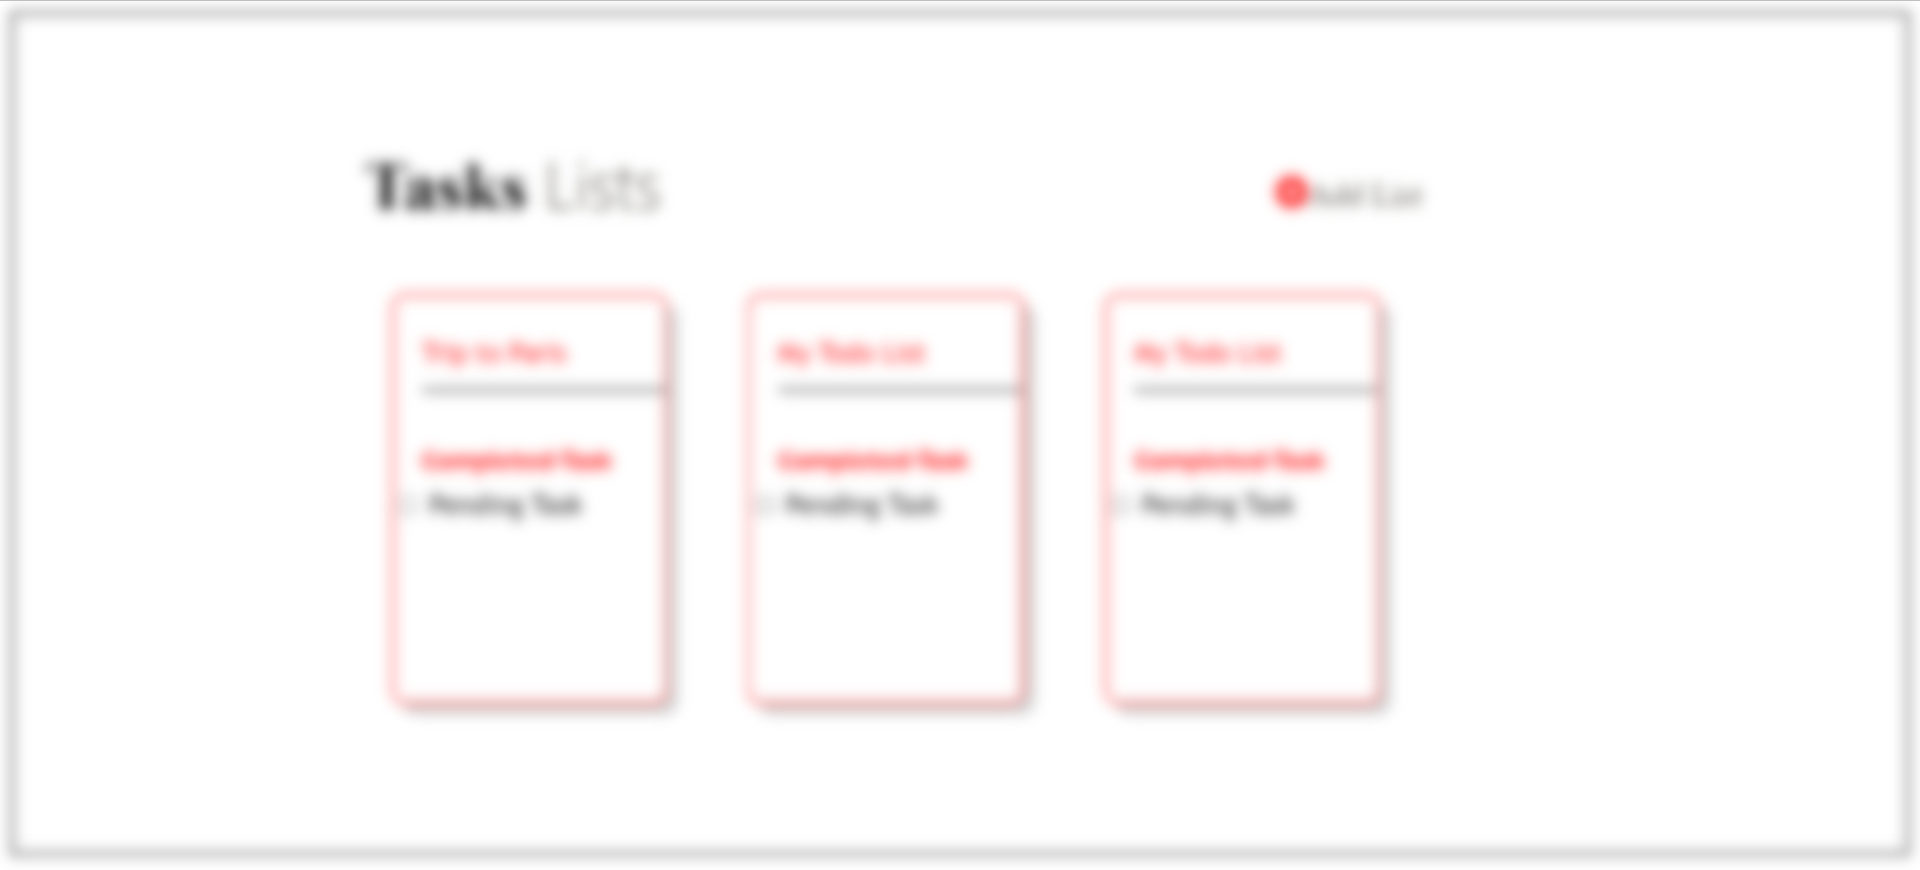 Tasks Lists
Add List
Trip to Paris
Completed Task
Pending Task
My Todo List
Completed Task
Pending Task
My Todo List
Completed Task
Pending Task